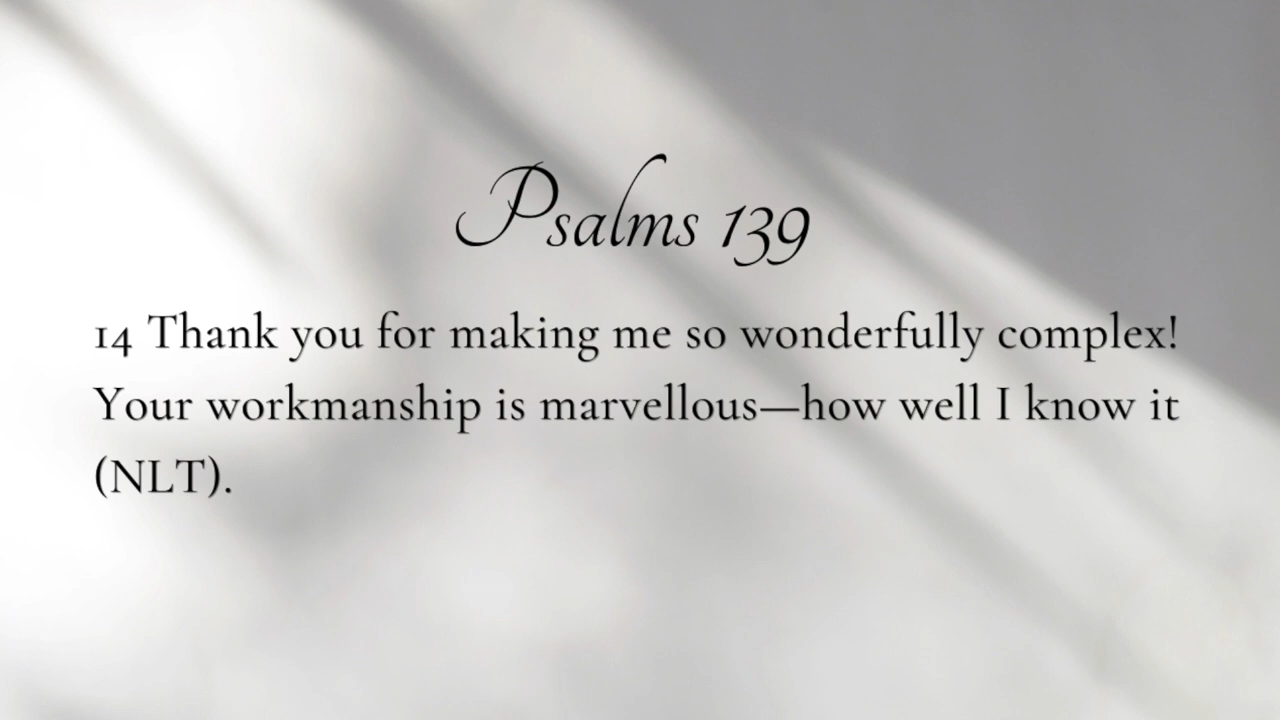 Psalms 139
14 Thank you for making me so wonderfully complex!
Your workmanship is marvellous—how well I know it
(NLT).